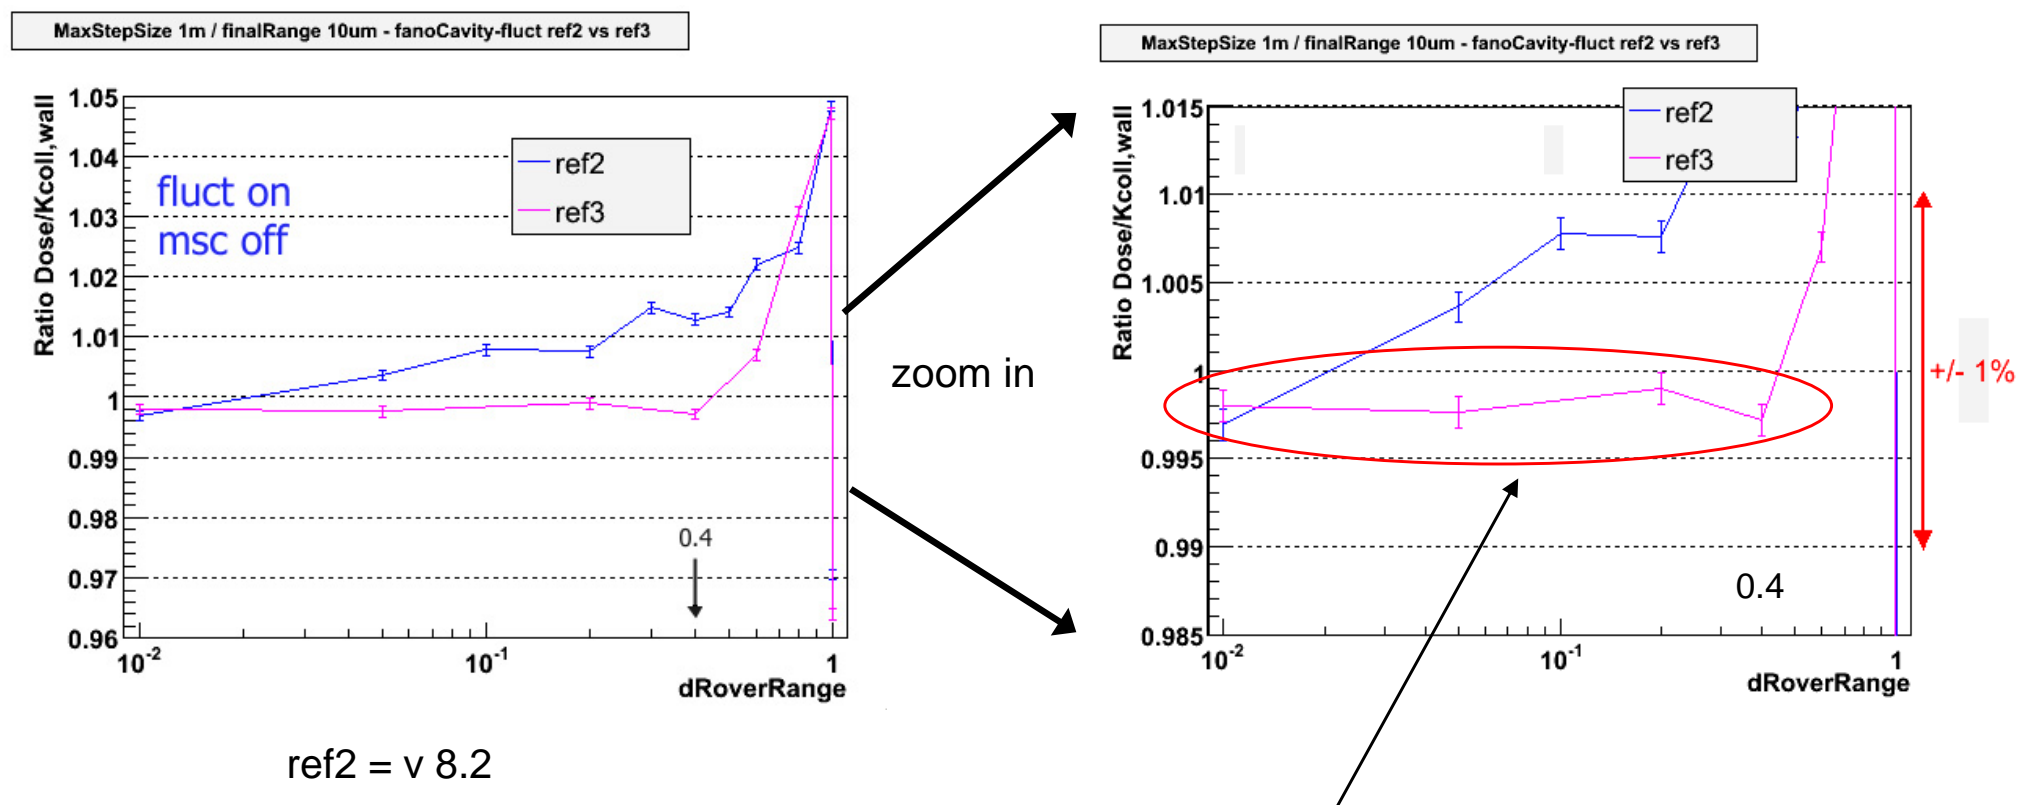 MaxStepSize 1m / finalRange 10um - fanoCavity-fluct ref2 vs ref3
Ratio Dose/Kcoll,wall
1.05
1.04
1.03
1.02
1.01
1
0.99
0.98
0.97
0.96
fluct on
msc off
ref2
ref3
0.4
10-2
10-1
1
dRoverRange
ref2 = v 8.2
zoom in
MaxStepSize 1m / finalRange 10um - fanoCavity-fluct ref2 vs ref3
Ratio Dose/Kcoll,wall
1.015
1.01
1.005
1
0.995
0.99
0.985
ref2
ref3
+/- 1%
0.4
10-2
10-1
1
dRoverRange